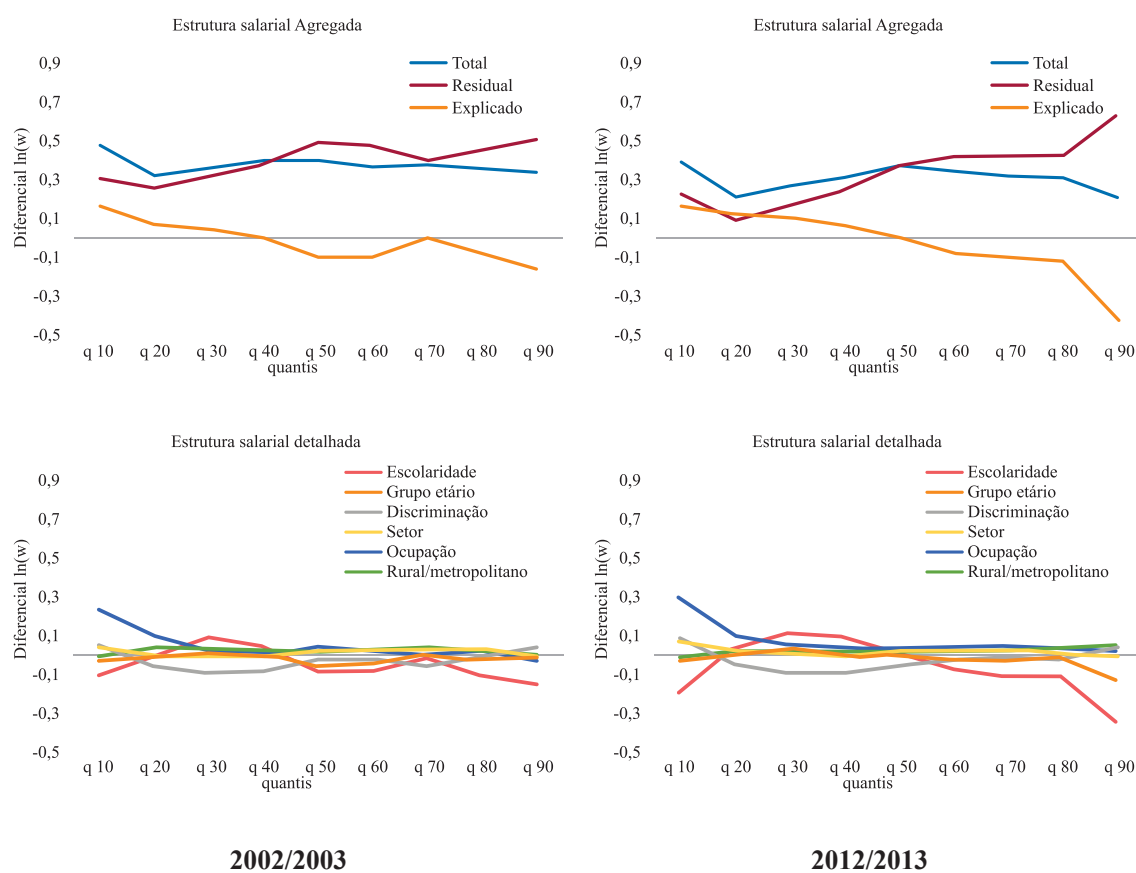 Estrutura salarial Agregada
Total
Residual
Explicado
Diferencial ln(w)
0,9
0,7
0,5
0,3
0,1
-0,1
-0,3
-0,5
q 10 q 20 q 30 q 40 q 50 q 60 q 70 q 80 q 90
quantis
Estrutura salarial Agregada
Total
Residual
Explicado
Diferencial ln(w)
0,9
0,7
0,5
0,3
0,1
-0,1
-0,3
-0,5
q 10 q 20 q 30 q 40 q 50 q 60 q 70 q 80 q 90
quantis
Estrutura salarial detalhada
Escolaridade
Grupo etário
Discriminação
Setor
Ocupação
Rural/metropolitano
Diferencial ln(w)
0,9
0,7
0,5
0,3
0,1
-0,1
-0,3
-0,5
q 10 q 20 q 30 q 40 q 50 q 60 q 70 q 80 q 90
quantis
Estrutura salarial detalhada
Escolaridade
Grupo etário
Discriminação
Setor
Ocupação
Rural/metropolitano
Diferencial ln(w)
0,9
0,7
0,5
0,3
0,1
-0,1
-0,3
-0,5
q 10 q 20 q 30 q 40 q 50 q 60 q 70 q 80 q 90
quantis
2002/2003
2012/2013